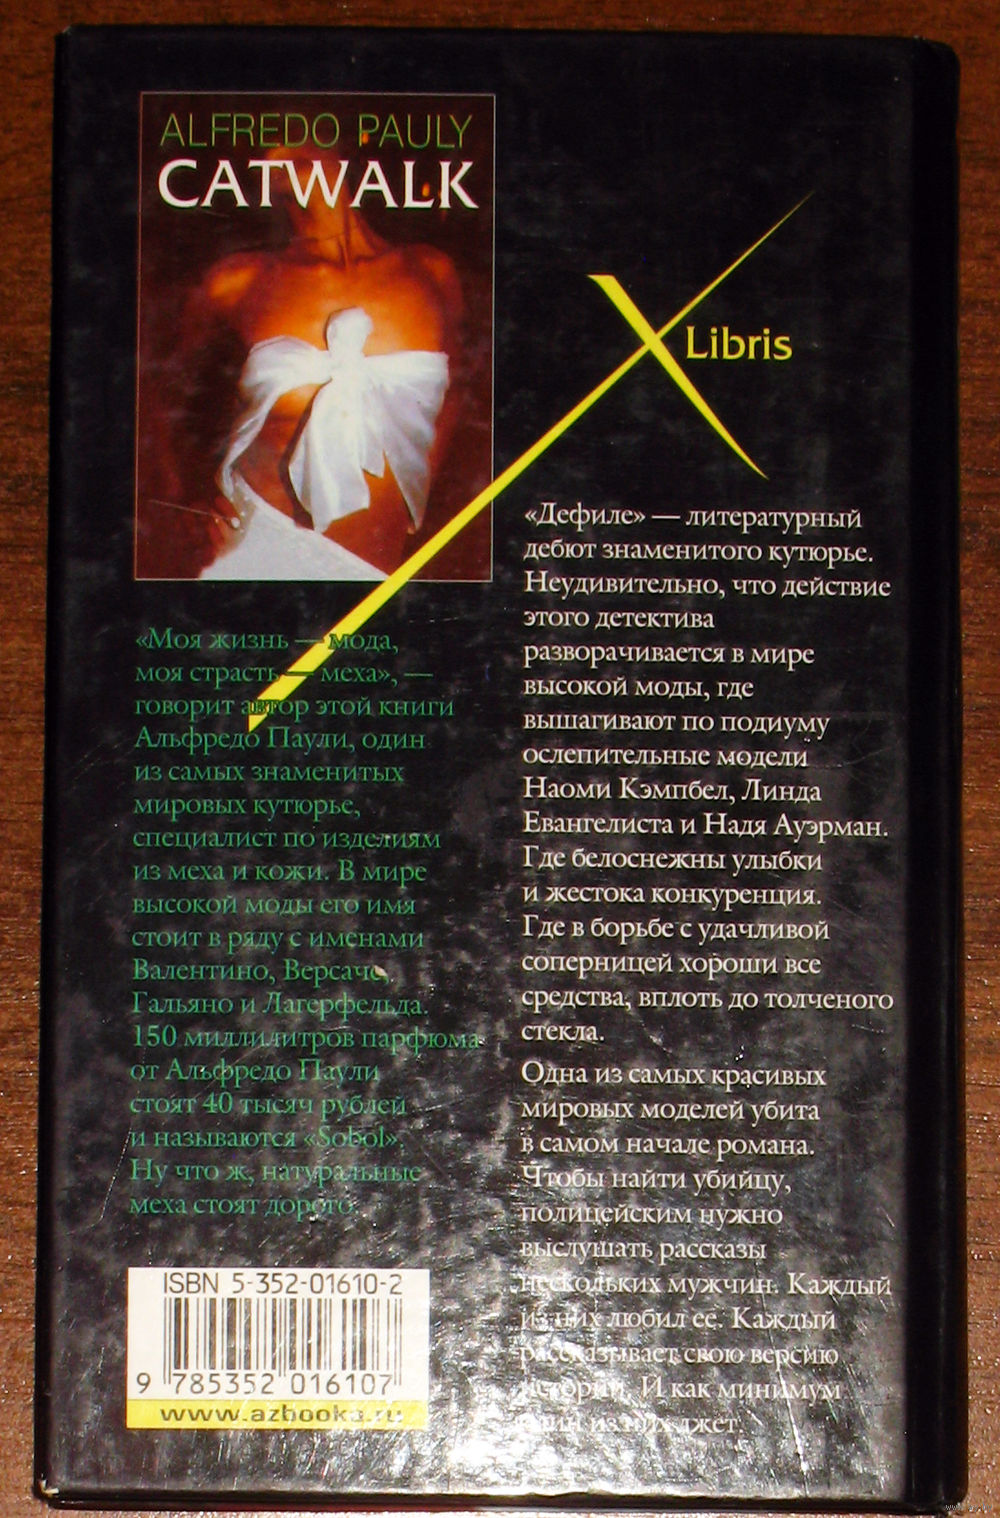 ALFREDO PAULY
CATWALK
Libris
«Моя жизнь — мода,
моя страсть — меха», —
говорит автор этой книги
Альфредо Паули, один
из самых знаменитых
мировых кутюрье,
специалист по изделиям
из меха и кожи. В мире
высокой моды его имя
стоит в ряду с именами
Валентино, Версаче,
Гальяно и Лагерфельда.
150 миллилитров парфюма
от Альфредо Паули
стоят 40 тысяч рублей
и называются «Sobol».
Ну что ж, натуральные
меха стоят дорого.
«Дефиле» — литературный
дебют знаменитого кутюрье.
Неудивительно, что действие
этого детектива
разворачивается в мире
высокой моды, где
вышагивают по подиуму
ослепительные модели
Наоми Кэмпбел, Линда
Евангелиста и Надя Ауэрман.
Где белоснежны улыбки
и жестока конкуренция.
Где в борьбе с удачливой
соперницей хороши все
средства, вплоть до толченого
стекла.
Одна из самых красивых
мировых моделей убита
в самом начале романа.
Чтобы найти убийцу,
полицейским нужно
выслушать рассказы
нескольких мужчин. Каждый
из них любил ее. Каждый
рассказывает свою версию
истории. И как минимум
один из них лжет.
ISBN 5-352-01610-2
9 785352 016107
www.azbooka.ru